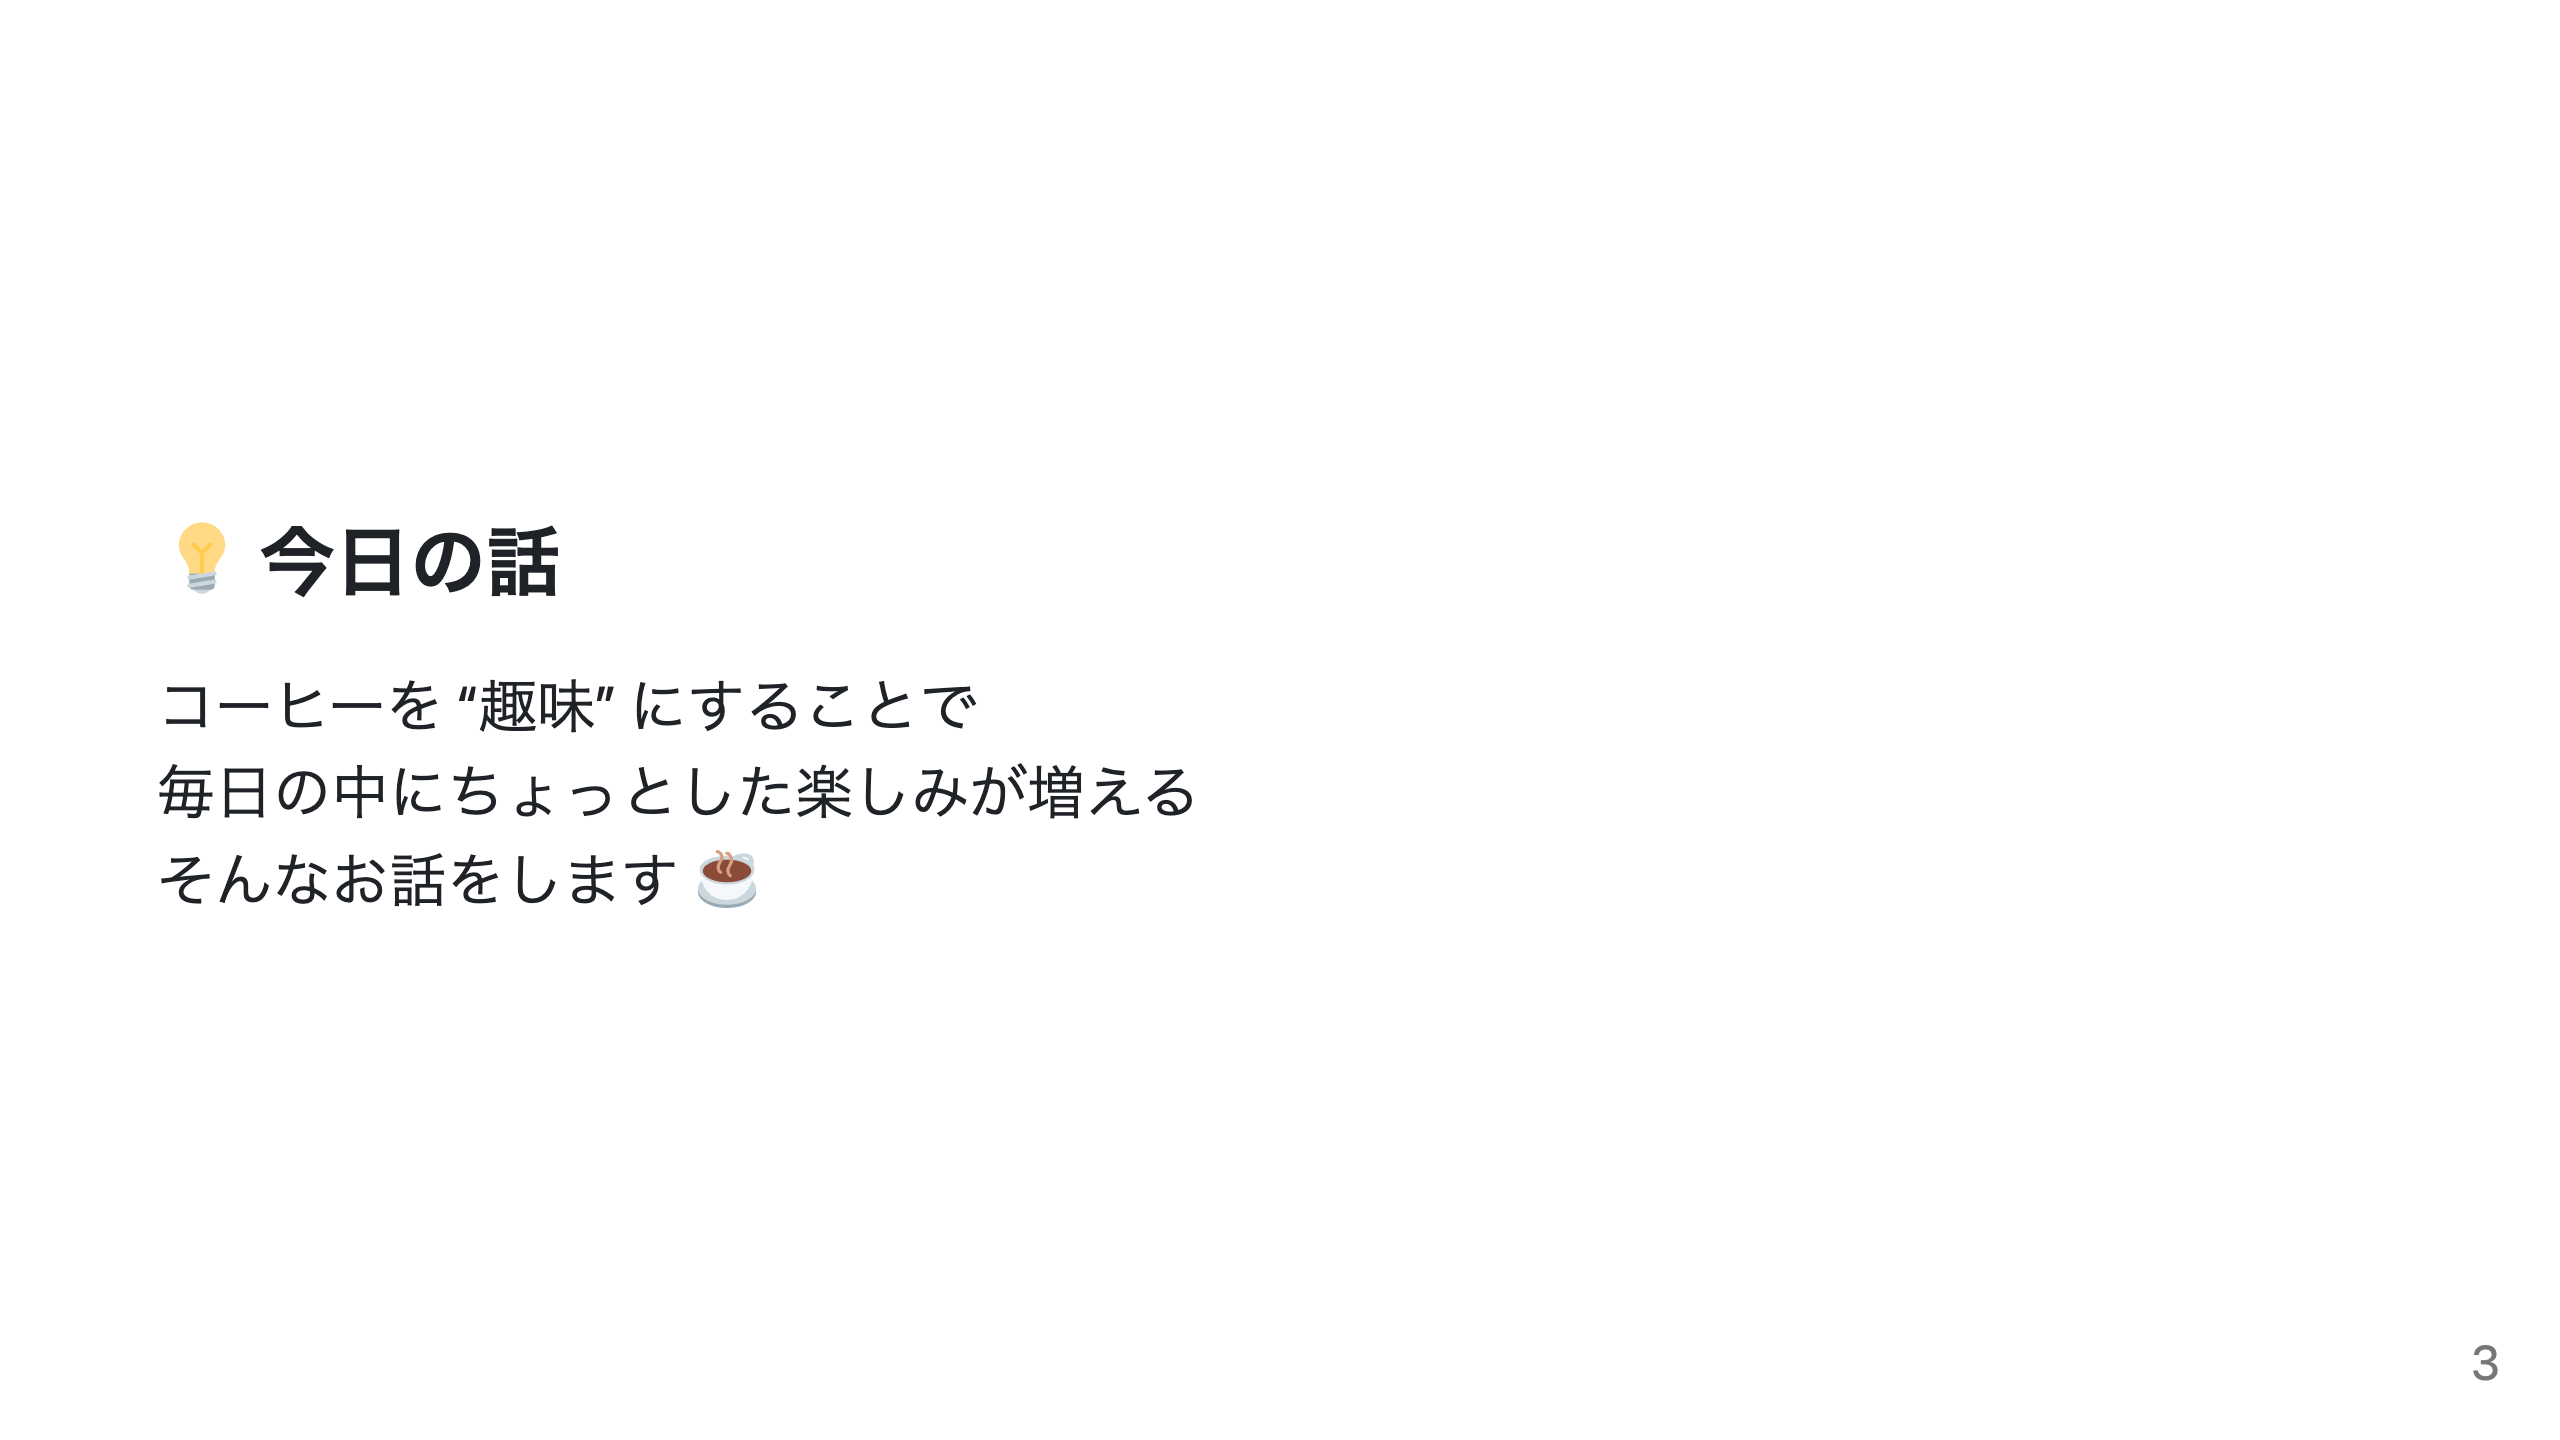 💡 今日の話
コーヒーを “趣味” にすることで
毎日の中にちょっとした楽しみが増える
そんなお話をします ☕
3